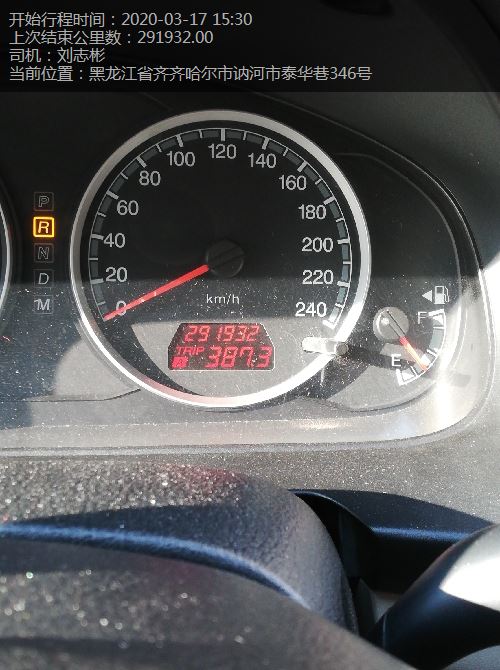 开始行程时间：2020-03-17 15:30
上次结束公里数：291932.00
司机：刘志彬
当前位置：黑龙江省齐齐哈尔市讷河市泰华巷346号
P
R
N
D
M
0
20
40
60
80
100
120
140
160
180
200
220
240
km/h
291932
TRIP
A 387.3
F
E